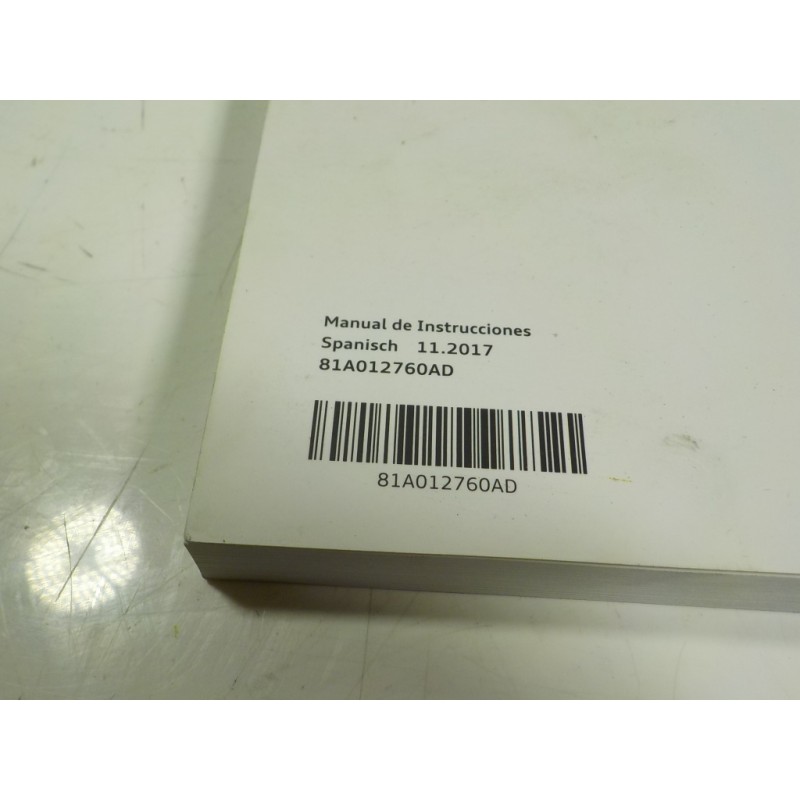 Manual de Instrucciones
Spanisch 11.2017
81A012760AD
81A012760AD